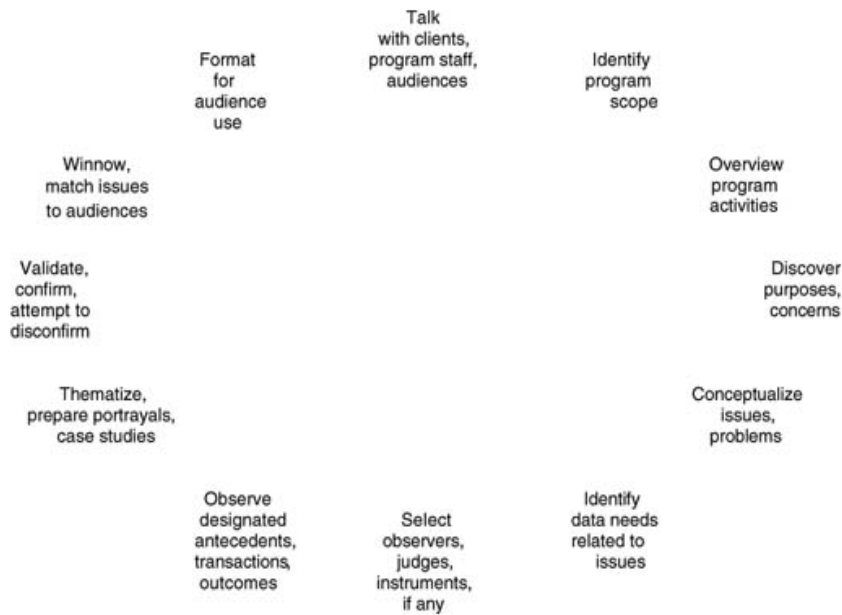 Talk
with clients,
program staff,
audiences
Identify
program
scope
Overview
program
activities
Discover
purposes,
concerns
Conceptualize
issues,
problems
Identify
data needs
related to
issues
Select
observers,
judges,
instruments,
if any
Observe
designated
antecedents,
transactions,
outcomes
Thematize,
prepare portrayals,
case studies
Validate,
confirm,
attempt to
disconfirm
Winnow,
match issues
to audiences
Format
for
audience
use